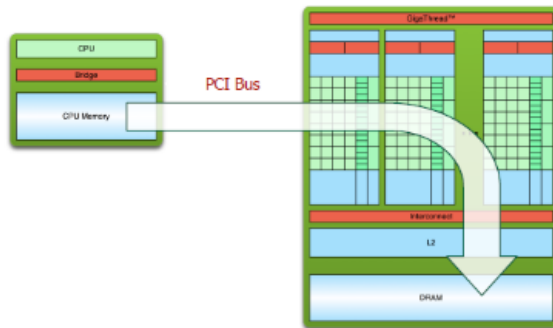 GigaThread™
CPU
Bridge
PCI Bus
CPU Memory
Interconnect
L2
DRAM